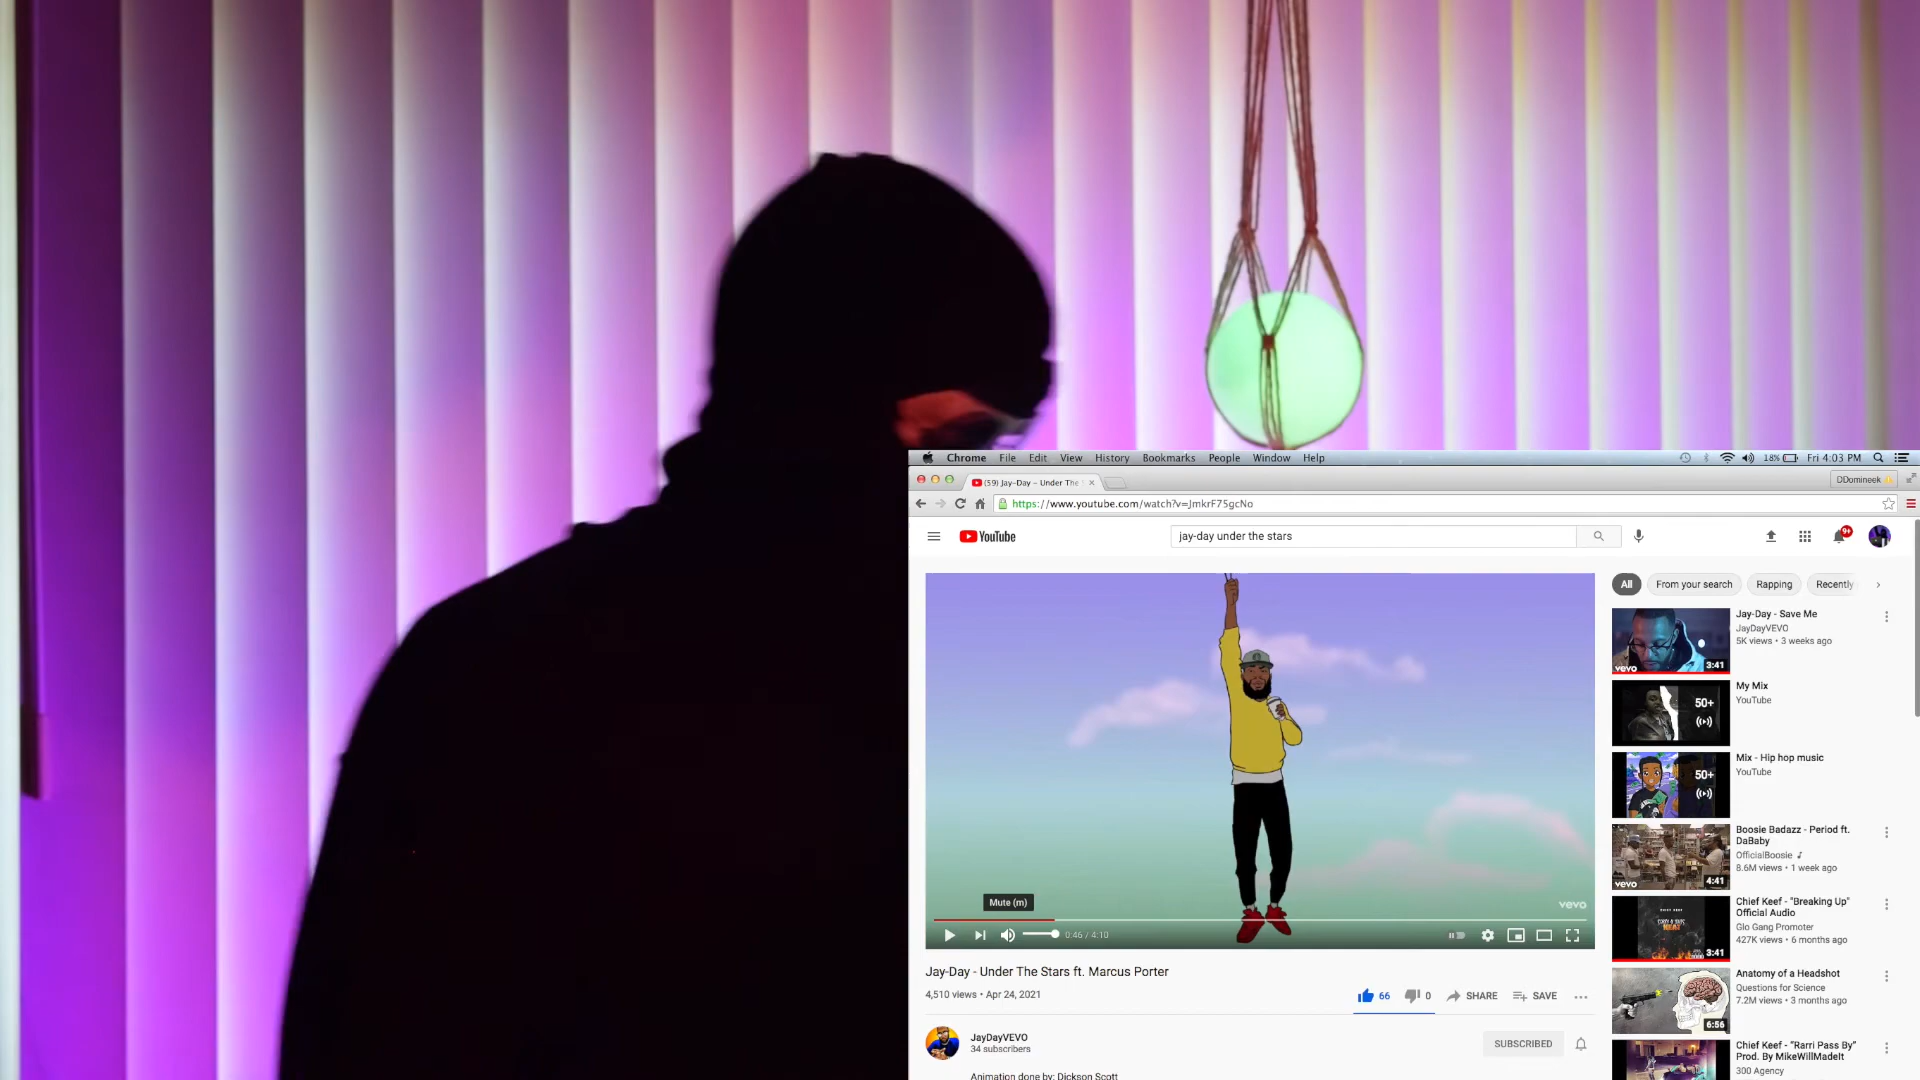 Chrome File Edit View History Bookmarks People Window Help
18% Fri 4:03 PM
(59) Jay-Day – Under The S
DDomineek
https://www.youtube.com/watch?v=JmkrF75gcNo
YouTube
jay-day under the stars
9+
All From your search Rapping Recently
Jay-Day - Save Me
JayDayVEVO
5K views • 3 weeks ago
vevo 3:41
My Mix
YouTube
50+
Mix - Hip hop music
YouTube
50+
Boosie Badazz - Period ft.
DaBaby
OfficialBoosie
8.6M views • 1 week ago
vevo 4:41
Chief Keef - "Breaking Up"
Official Audio
Glo Gang Promoter
427K views • 6 months ago
3:41
Anatomy of a Headshot
Questions for Science
7.2M views • 3 months ago
6:56
Chief Keef - "Rarri Pass By"
Prod. By MikeWillMadeIt
300 Agency
Mute (m)
vevo
0:46 / 4:10
Jay-Day - Under The Stars ft. Marcus Porter
4,510 views • Apr 24, 2021
66 0 SHARE SAVE
JayDayVEVO
34 subscribers
SUBSCRIBED
Animation done by: Dickson Scott